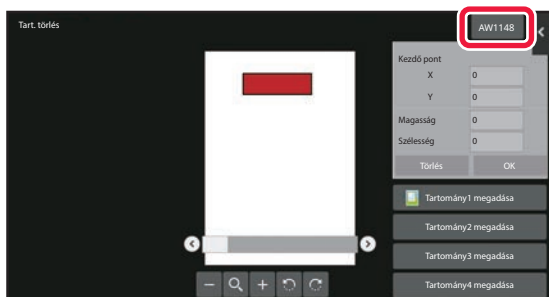 Tart. törlés
AW1148
Kezdő pont
X 0
Y 0
Magasság 0
Szélesség 0
Törlés OK
Tartomány1 megadása
Tartomány2 megadása
Tartomány3 megadása
Tartomány4 megadása